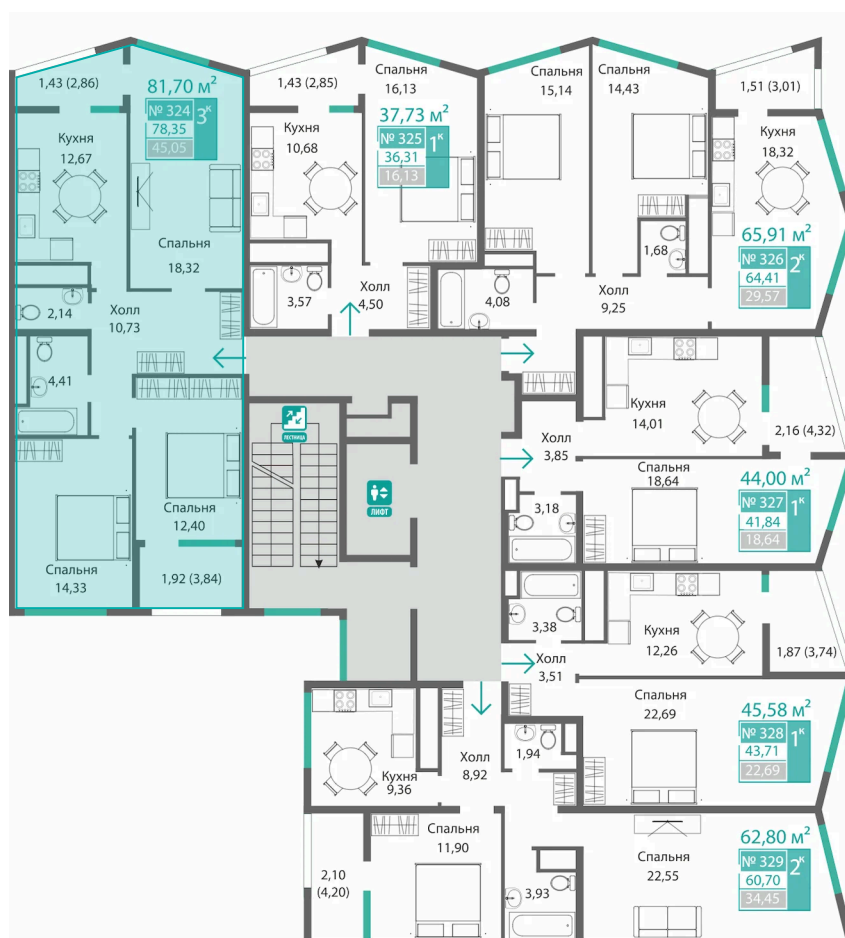 1,43 (2,86)
81,70 м²
№ 324
3к
78,35
45,05
Кухня
12,67
Спальня
18,32
2,14
Холл
10,73
4,41
Спальня
12,40
Спальня
14,33
1,92 (3,84)
1,43 (2,85)
Спальня
16,13
37,73 м²
№ 325
1к
36,31
16,13
Кухня
10,68
3,57
Холл
4,50
Спальня
15,14
Спальня
14,43
1,51 (3,01)
Кухня
18,32
65,91 м²
№ 326
2к
64,41
29,57
1,68
4,08
Холл
9,25
Кухня
14,01
2,16 (4,32)
Холл
3,85
Спальня
18,64
44,00 м²
№ 327
1к
41,84
18,64
3,18
ЛЕСТНИЦА
ЛИФТ
3,38
Кухня
12,26
1,87 (3,74)
Холл
3,51
Спальня
22,69
45,58 м²
№ 328
1к
43,71
22,69
1,94
Холл
8,92
Кухня
9,36
Спальня
11,90
2,10
(4,20)
3,93
Спальня
22,55
62,80 м²
№ 329
2к
60,70
34,45